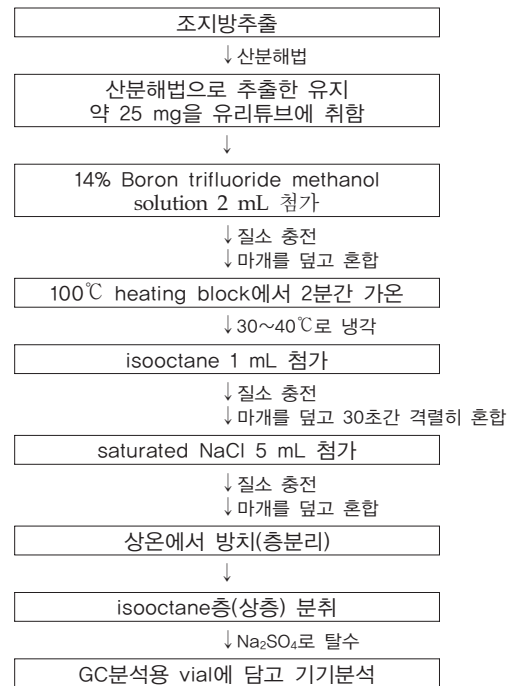 조지방추출
↓산분해법
산분해법으로 추출한 유지
약 25 mg을 유리튜브에 취함
↓
14% Boron trifluoride methanol
solution 2 mL 첨가
↓질소 충전
↓마개를 덮고 혼합
100℃ heating block에서 2분간 가온
↓30~40℃로 냉각
isooctane 1 mL 첨가
↓질소 충전
↓마개를 덮고 30초간 격렬히 혼합
saturated NaCl 5 mL 첨가
↓질소 충전
↓마개를 덮고 혼합
상온에서 방치(층분리)
↓
isooctane층(상층) 분취
↓Na₂SO₄로 탈수
GC분석용 vial에 담고 기기분석